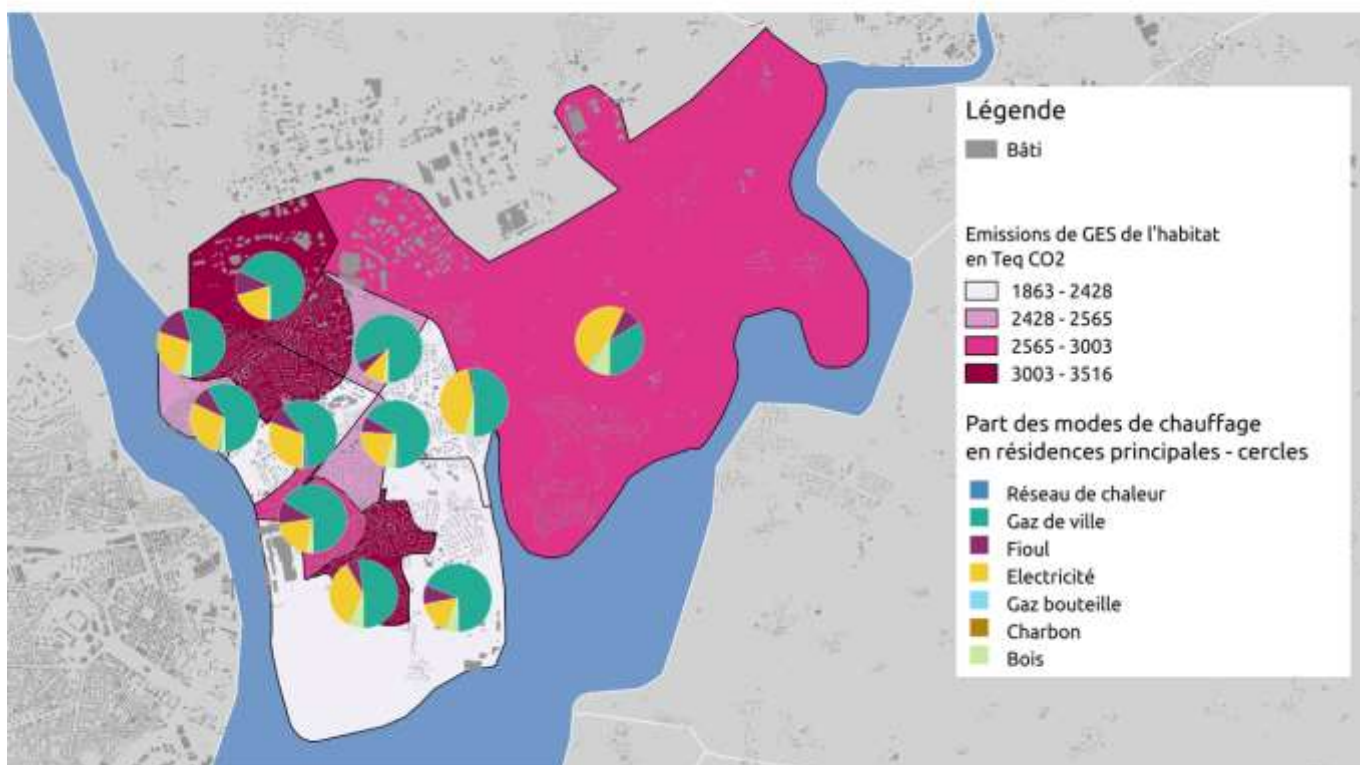 Légende
Bâti
Emissions de GES de l'habitat
en Teq CO2
1863 - 2428
2428 - 2565
2565 - 3003
3003 - 3516
Part des modes de chauffage
en résidences principales - cercles
Réseau de chaleur
Gaz de ville
Fioul
Electricité
Gaz bouteille
Charbon
Bois